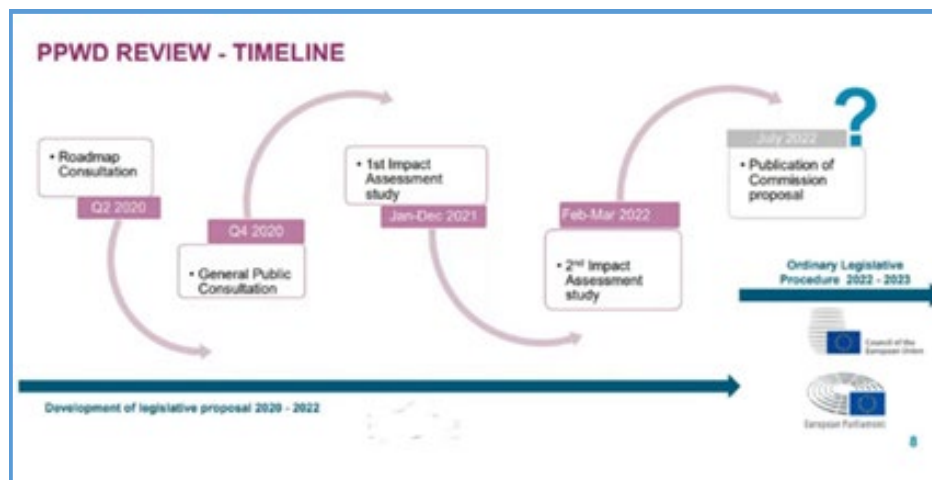 PPWD REVIEW - TIMELINE
?
• Roadmap
Consultation
Q2 2020
Q4 2020
• General Public
Consultation
• 1st Impact
Assessment
study
Jan-Dec 2021
Feb-Mar 2022
• 2nd Impact
Assessment
study
July 2022
• Publication of
Commission
proposal
Ordinary Legislative
Procedure 2022 - 2023
Council of the
European Union
European Parliament
Development of legislative proposal 2020 - 2022
8